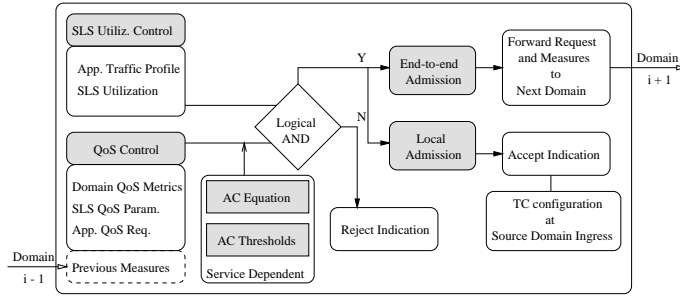 SLS Utiliz. Control
App. Traffic Profile
SLS Utilization
QoS Control
Domain QoS Metrics
SLS QoS Param.
App. QoS Req.
Previous Measures
Domain
i - 1
AC Equation
AC Thresholds
Service Dependent
Logical
AND
Y
N
End-to-end
Admission
Local
Admission
Reject Indication
Forward Request
and Measures
to
Next Domain
Accept Indication
TC configuration
at
Source Domain Ingress
Domain
i + 1